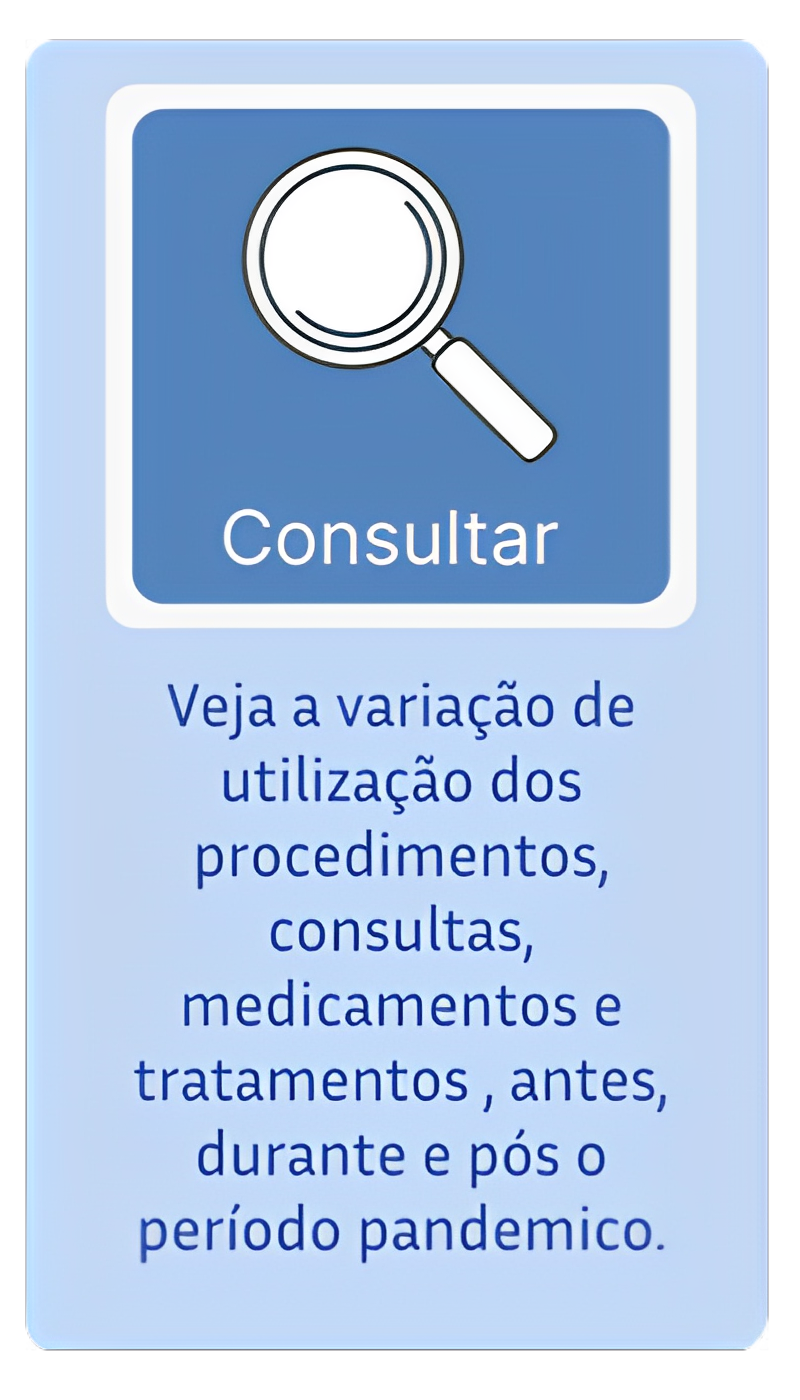 Consultar
Veja a variação de
utilização dos
procedimentos,
consultas,
medicamentos e
tratamentos , antes,
durante e pós o
período pandemico.